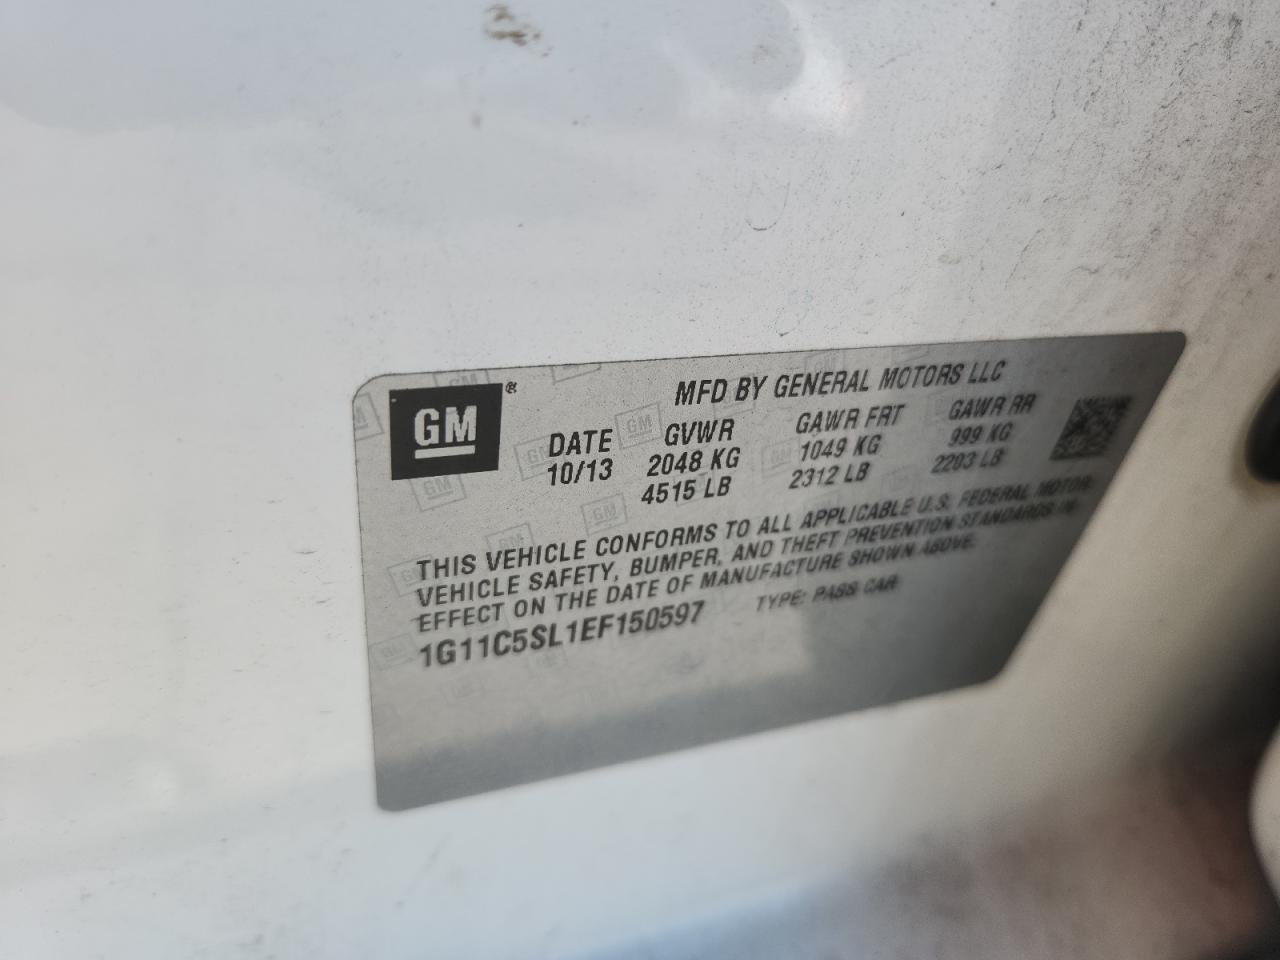 GM®
MFD BY GENERAL MOTORS LLC
DATE GVWR GAWR FRT GAWR RR
10/13 2048 KG 1049 KG 999 KG
4515 LB 2312 LB 2203 LB
THIS VEHICLE CONFORMS TO ALL APPLICABLE U.S. FEDERAL MOTOR
VEHICLE SAFETY, BUMPER, AND THEFT PREVENTION STANDARDS IN
EFFECT ON THE DATE OF MANUFACTURE SHOWN ABOVE.
1G11C5SL1EF150597 TYPE: PASS CAR